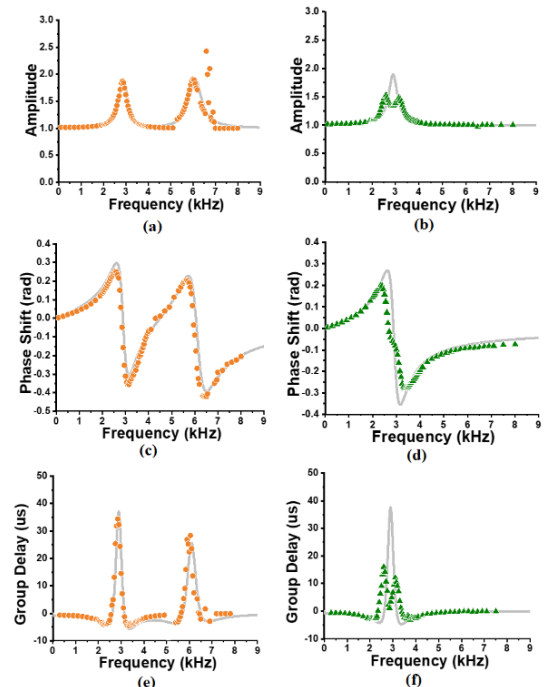 3.0
2.5
2.0
1.5
1.0
0.5
0.0
Amplitude
0 1 2 3 4 5 6 7 8 9
Frequency (kHz)
(a)
3.0
2.5
2.0
1.5
1.0
0.5
0.0
Amplitude
0 1 2 3 4 5 6 7 8 9
Frequency (kHz)
(b)
0.4
0.3
0.2
0.1
0.0
-0.1
-0.2
-0.3
-0.4
-0.5
Phase Shift (rad)
0 1 2 3 4 5 6 7 8 9
Frequency (kHz)
(c)
0.4
0.3
0.2
0.1
0.0
-0.1
-0.2
-0.3
-0.4
Phase Shift (rad)
0 1 2 3 4 5 6 7 8 9
Frequency (kHz)
(d)
50
40
30
20
10
0
-10
Group Delay (us)
0 1 2 3 4 5 6 7 8 9
Frequency (kHz)
(e)
50
40
30
20
10
0
-10
Group Delay (us)
0 1 2 3 4 5 6 7 8 9
Frequency (kHz)
(f)